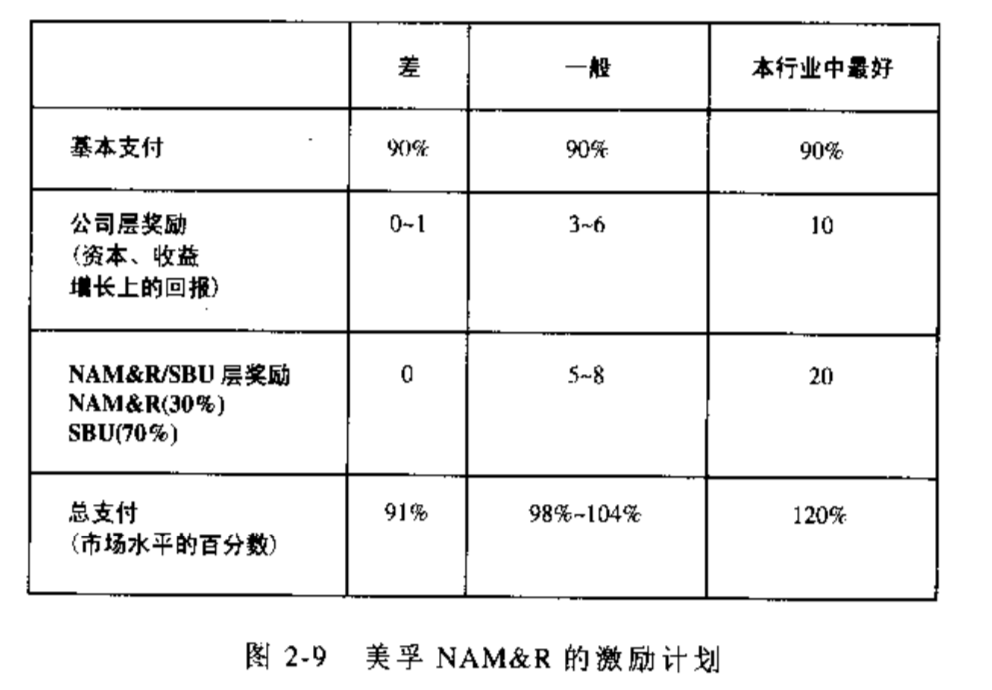 差 一般 本行业中最好
基本支付 90% 90% 90%
公司层奖励 0~1 3~6 10
(资本、收益
增长上的回报)
NAM&R/SBU 层奖励 0 5~8 20
NAM&R(30%)
SBU(70%)
总支付 91% 98%~104% 120%
(市场水平的百分数)
图 2-9 美孚 NAM&R 的激励计划